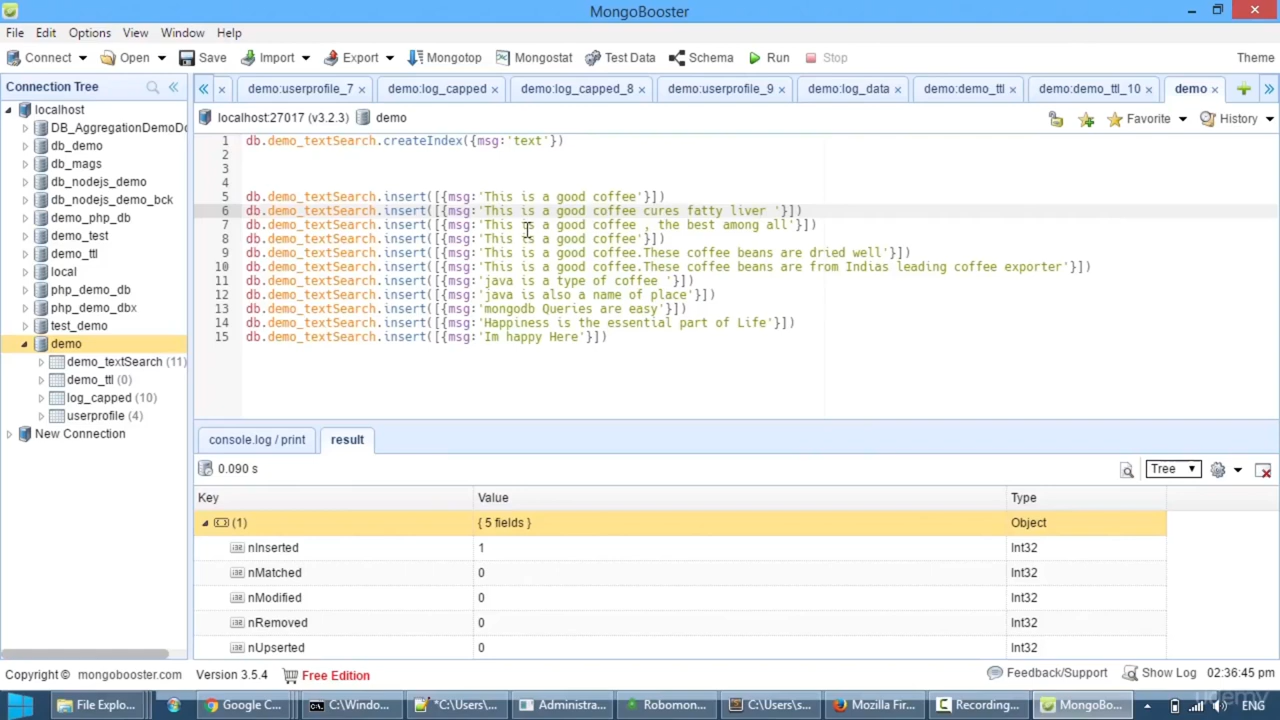 MongoBooster
File Edit Options View Window Help
Connect Open Save Import Export Mongotop Mongostat Test Data Schema Run Stop Theme
Connection Tree
demo:userprofile_7 demo:log_capped demo:log_capped_8 demo:userprofile_9 demo:log_data demo:demo_ttl demo:demo_ttl_10 demo
localhost:27017 (v3.2.3) demo
Favorite History
localhost
DB_AggregationDemoDo
db_demo
db_mags
db_nodejs_demo
db_nodejs_demo_bck
demo_php_db
demo_test
demo_ttl
local
php_demo_db
php_demo_dbx
test_demo
demo
demo_textSearch (11)
demo_ttl (0)
log_capped (10)
userprofile (4)
New Connection
1 db.demo_textSearch.createIndex({msg:'text'})
2
3
4
5 db.demo_textSearch.insert([{msg:'This is a good coffee'}])
6 db.demo_textSearch.insert([{msg:'This is a good coffee cures fatty liver '}])
7 db.demo_textSearch.insert([{msg:'This is a good coffee , the best among all'}])
8 db.demo_textSearch.insert([{msg:'This is a good coffee'}])
9 db.demo_textSearch.insert([{msg:'This is a good coffee.These coffee beans are dried well'}])
10 db.demo_textSearch.insert([{msg:'This is a good coffee.These coffee beans are from Indias leading coffee exporter'}])
11 db.demo_textSearch.insert([{msg:'java is a type of coffee '}])
12 db.demo_textSearch.insert([{msg:'java is also a name of place'}])
13 db.demo_textSearch.insert([{msg:'mongodb Queries are easy'}])
14 db.demo_textSearch.insert([{msg:'Happiness is the essential part of Life'}])
15 db.demo_textSearch.insert([{msg:'Im happy Here'}])
console.log / print result
0.090 s Tree
Key Value Type
(1) { 5 fields } Object
nInserted 1 Int32
nMatched 0 Int32
nModified 0 Int32
nRemoved 0 Int32
nUpserted 0 Int32
Copyright © mongobooster.com Version 3.5.4 Free Edition Feedback/Support Show Log 02:36:45 pm
File Explo... Google C... C:\Windo... *C:\Users\... Administra... Robomon... C:\Users\s... Mozilla Fir... Recording... MongoBo... ENG
udemy